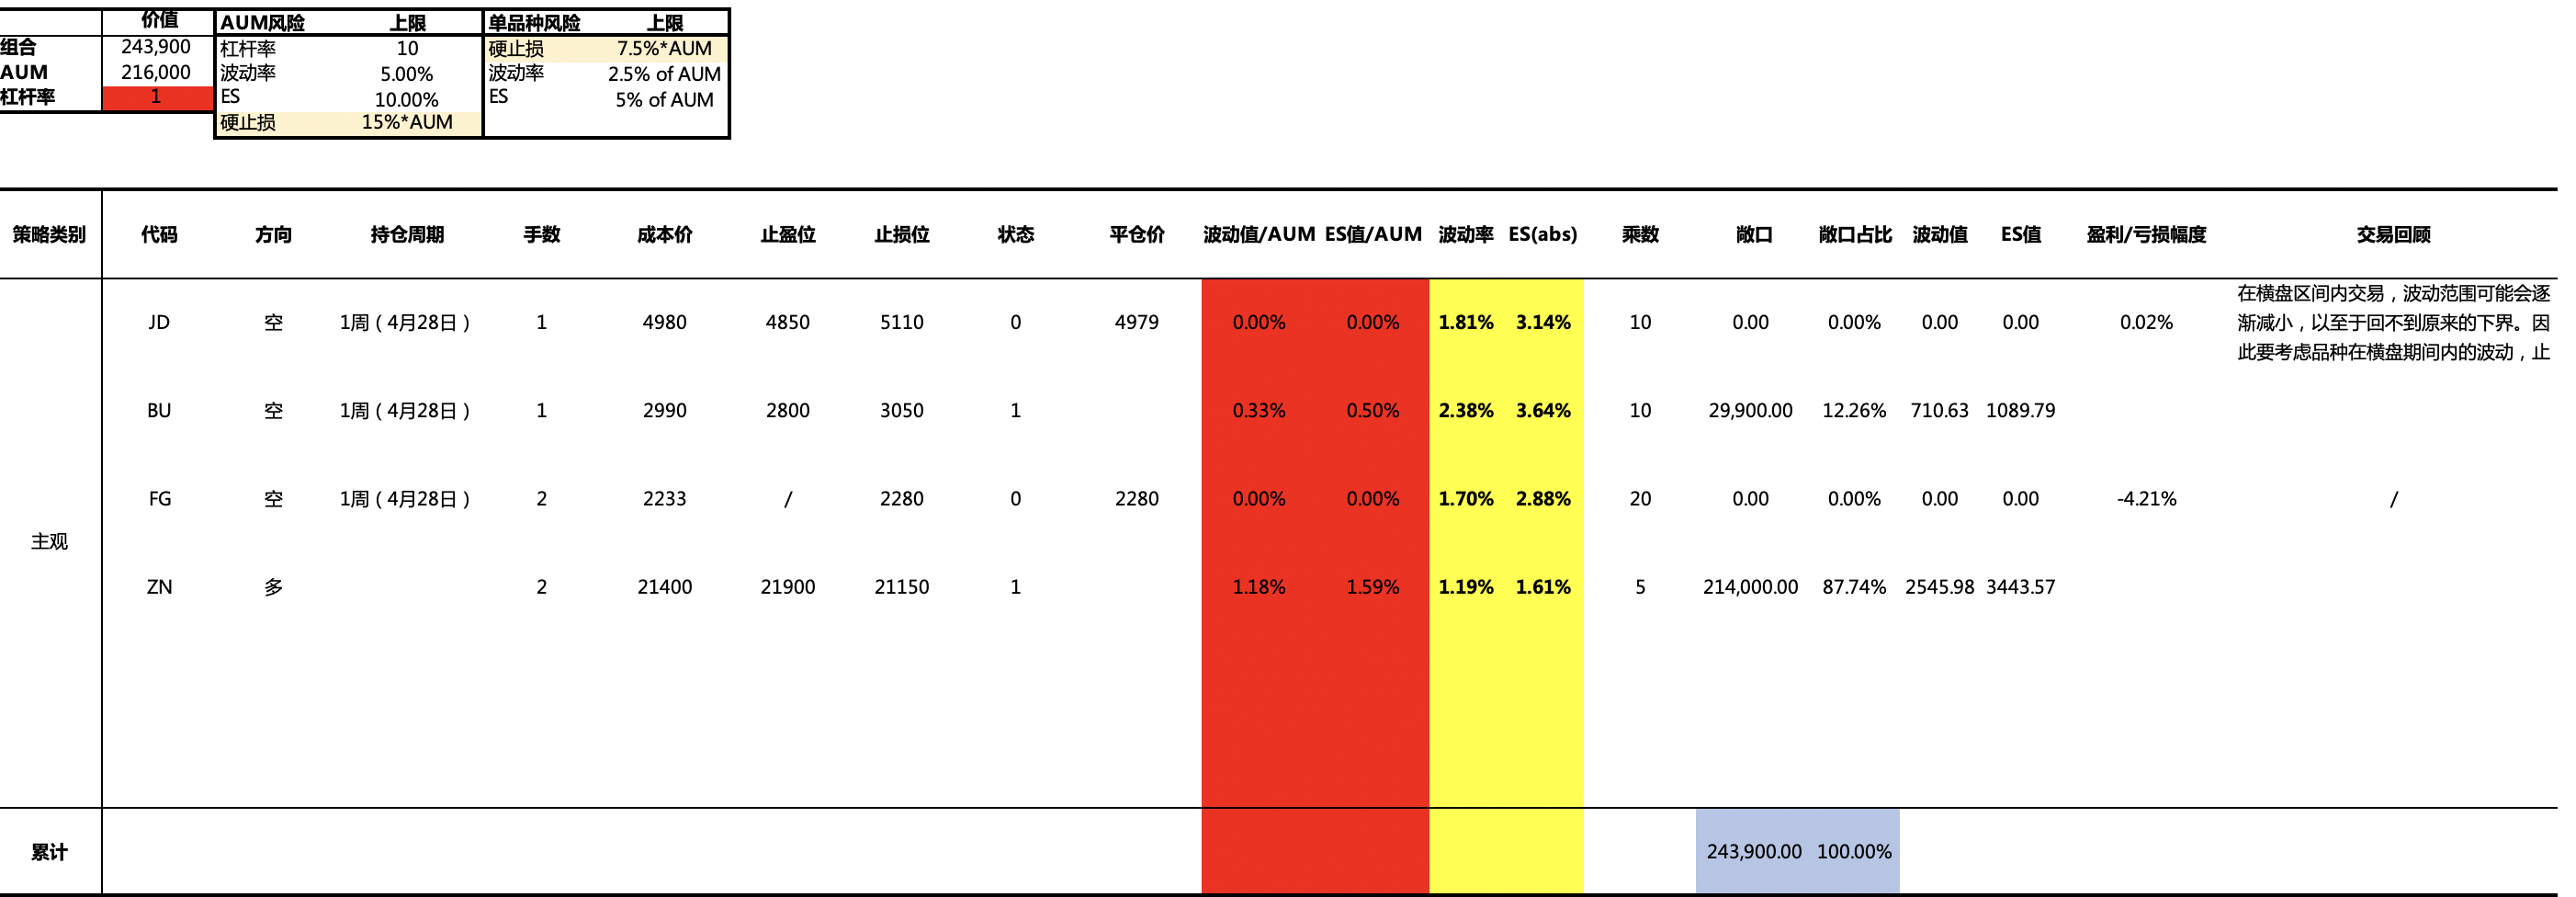 价值 AUM风险 上限 单品种风险 上限
组合 243,900 杠杆率 10 硬止损 7.5%*AUM
AUM 216,000 波动率 5.00% 波动率 2.5% of AUM
杠杆率 1 ES 10.00% ES 5% of AUM
硬止损 15%*AUM
策略类别 代码 方向 持仓周期 手数 成本价 止盈位 止损位 状态 平仓价 波动值/AUM ES值/AUM 波动率 ES(abs) 乘数 敞口 敞口占比 波动值 ES值 盈利/亏损幅度 交易回顾
JD 空 1周（4月28日） 1 4980 4850 5110 0 4979 0.00% 0.00% 1.81% 3.14% 10 0.00 0.00% 0.00 0.00 0.02%
在横盘区间内交易，波动范围可能会逐
渐减小，以至于回不到原来的下界。因
此要考虑品种在横盘期间内的波动，止
BU 空 1周（4月28日） 1 2990 2800 3050 1 0.33% 0.50% 2.38% 3.64% 10 29,900.00 12.26% 710.63 1089.79
FG 空 1周（4月28日） 2 2233 / 2280 0 2280 0.00% 0.00% 1.70% 2.88% 20 0.00 0.00% 0.00 0.00 -4.21% /
主观
ZN 多 2 21400 21900 21150 1 1.18% 1.59% 1.19% 1.61% 5 214,000.00 87.74% 2545.98 3443.57
累计 243,900.00 100.00%